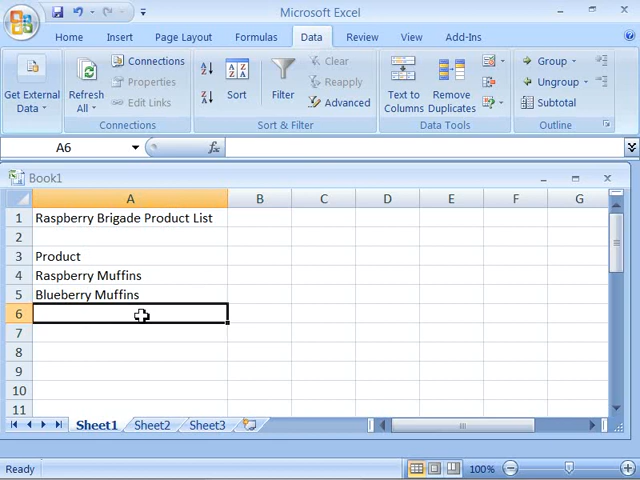 Microsoft Excel
Home Insert Page Layout Formulas Data Review View Add-Ins
Get External Data
Refresh All
Connections
Properties
Edit Links
Connections
A Z
Z A
Sort
Filter
Clear
Reapply
Advanced
Sort & Filter
Text to Columns
Remove Duplicates
Data Tools
Group
Ungroup
Subtotal
Outline
A6 fx
Book1
A B C D E F G
1 Raspberry Brigade Product List
2
3 Product
4 Raspberry Muffins
5 Blueberry Muffins
6
7
8
9
10
11
Sheet1 Sheet2 Sheet3
Ready 100%